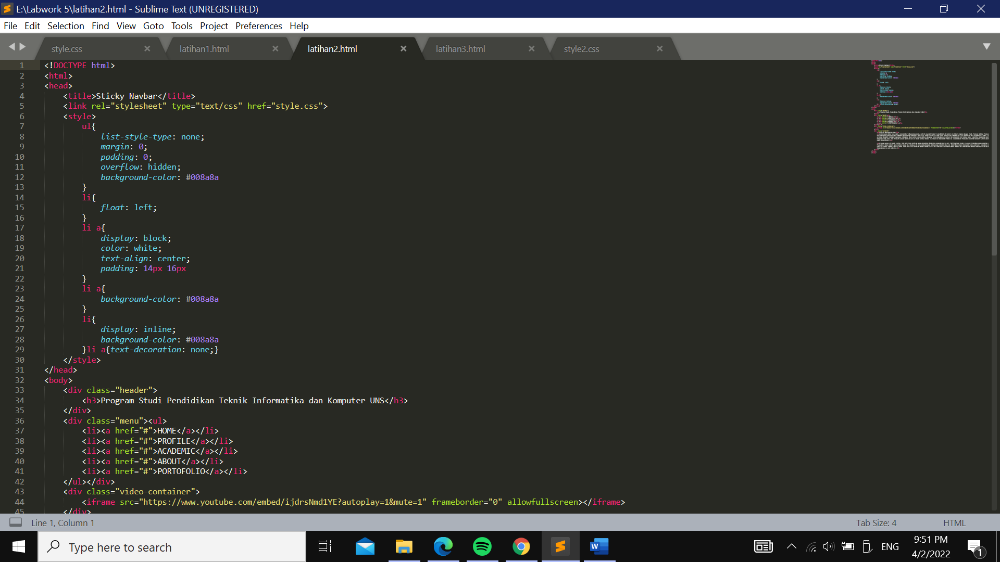 E:\Labwork 5\latihan2.html - Sublime Text (UNREGISTERED)
File Edit Selection Find View Goto Tools Project Preferences Help
style.css latihan1.html latihan2.html latihan3.html style2.css
1 <!DOCTYPE html>
2 <html>
3 <head>
4 <title>Sticky Navbar</title>
5 <link rel="stylesheet" type="text/css" href="style.css">
6 <style>
7 ul{
8 list-style-type: none;
9 margin: 0;
10 padding: 0;
11 overflow: hidden;
12 background-color: #008a8a
13 }
14 li{
15 float: left;
16 }
17 li a{
18 display: block;
19 color: white;
20 text-align: center;
21 padding: 14px 16px
22 }
23 li a{
24 background-color: #008a8a
25 }
26 li{
27 display: inline;
28 background-color: #008a8a
29 }li a{text-decoration: none;}
30 </style>
31 </head>
32 <body>
33 <div class="header">
34 <h3>Program Studi Pendidikan Teknik Informatika dan Komputer UNS</h3>
35 </div>
36 <div class="menu"><ul>
37 <li><a href="#">HOME</a></li>
38 <li><a href="#">PROFILE</a></li>
39 <li><a href="#">ACADEMIC</a></li>
40 <li><a href="#">ABOUT</a></li>
41 <li><a href="#">PORTOFOLIO</a></li>
42 </ul></div>
43 <div class="video-container">
44 <iframe src="https://www.youtube.com/embed/ijdrsNmd1YE?autoplay=1&mute=1" frameborder="0" allowfullscreen></iframe>
45 </div>
Line 1, Column 1 Tab Size: 4 HTML
Type here to search
ENG
9:51 PM
4/2/2022
1